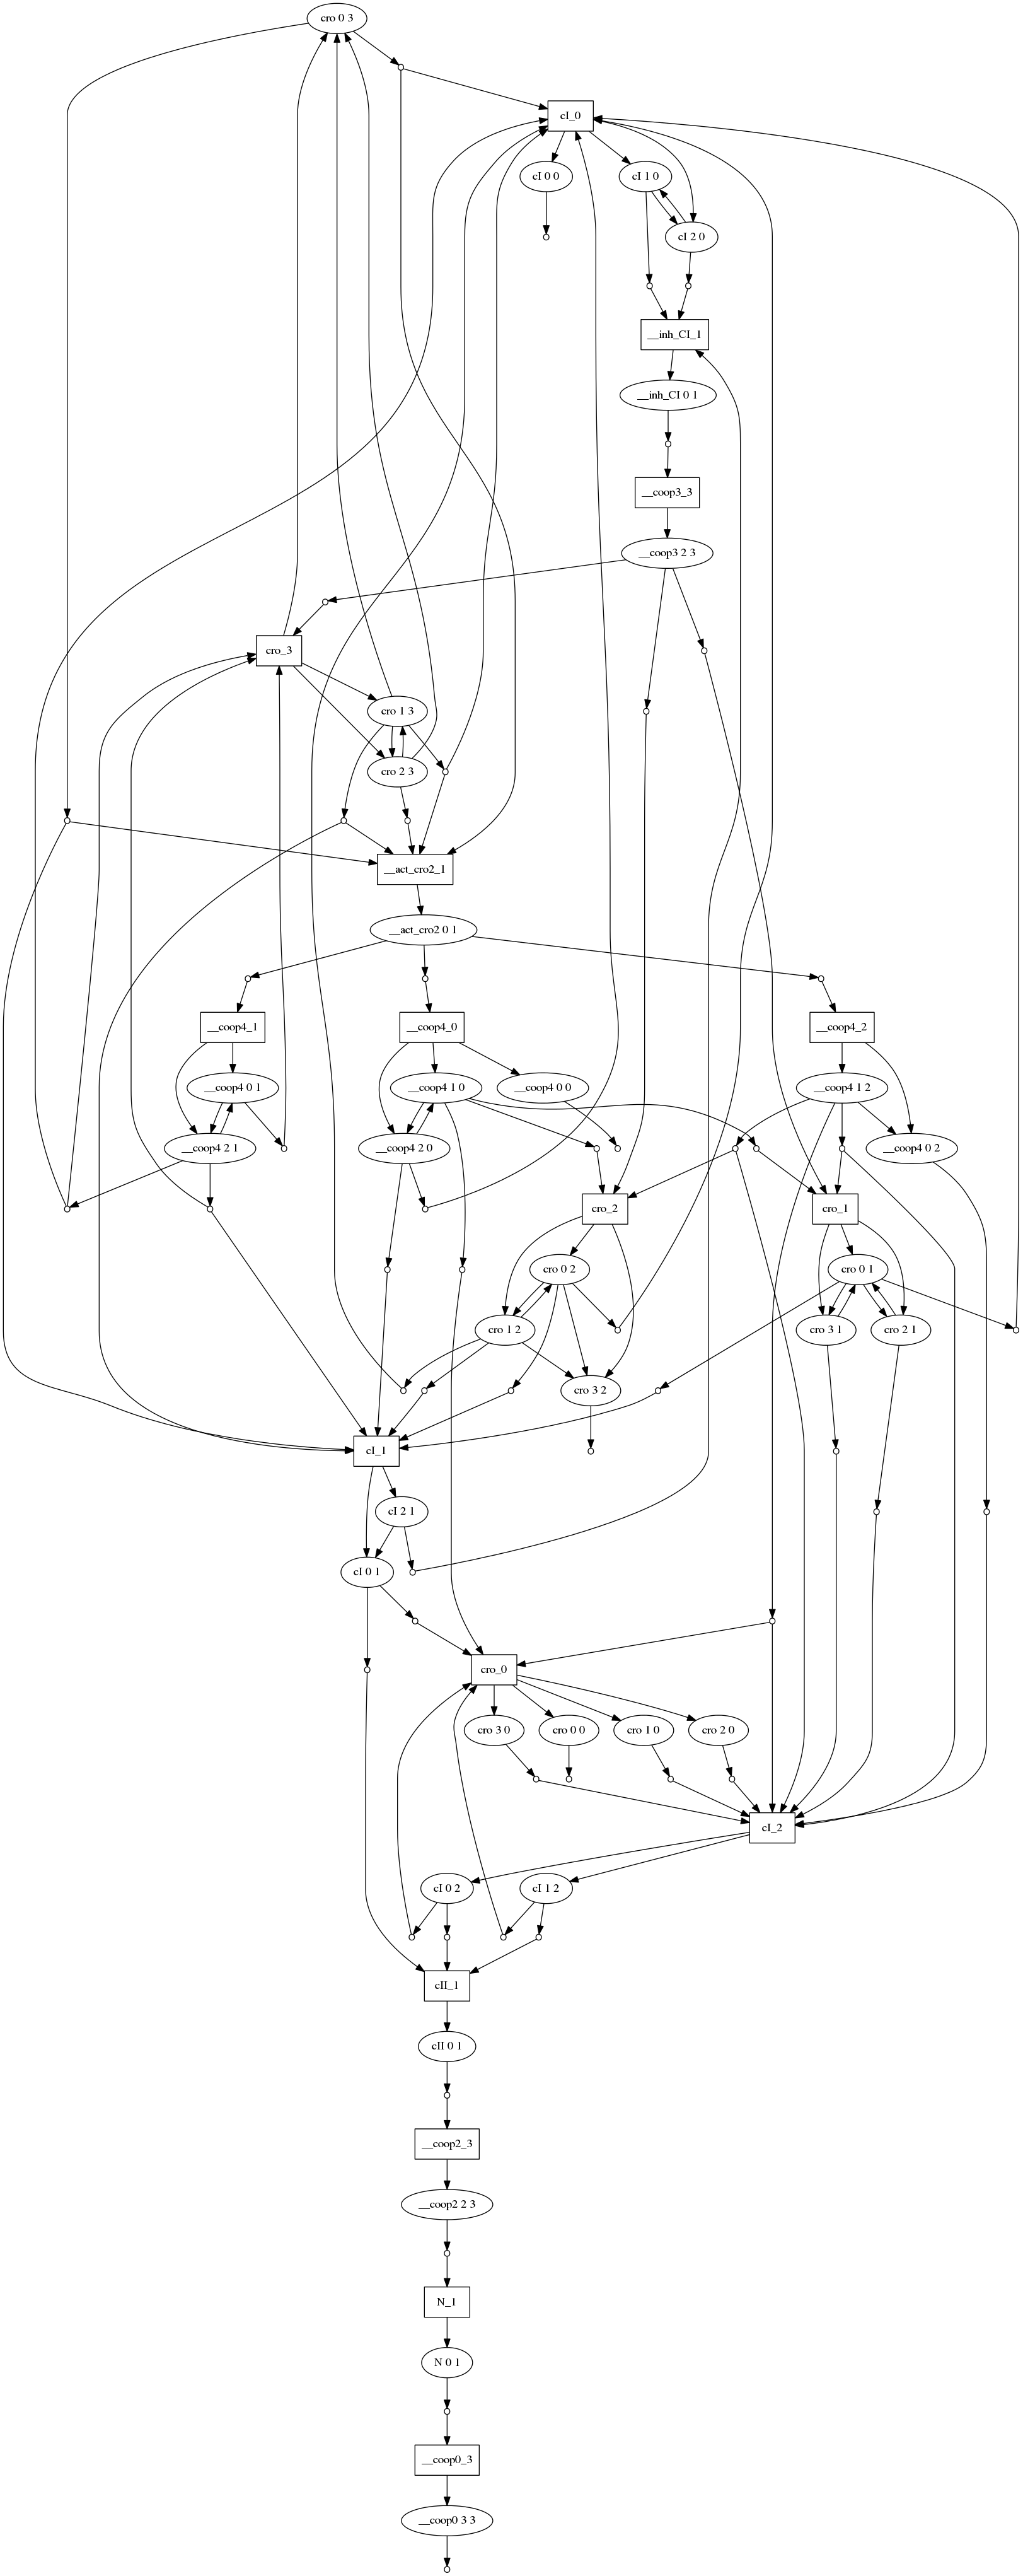 cro 0 3
cI_0
cI 0 0
cI 1 0
cI 2 0
__inh_CI_1
__inh_CI 0 1
__coop3_3
__coop3 2 3
cro_3
cro 1 3
cro 2 3
__act_cro2_1
__act_cro2 0 1
__coop4_1
__coop4_0
__coop4_2
__coop4 0 1
__coop4 1 0
__coop4 0 0
__coop4 1 2
__coop4 2 1
__coop4 2 0
__coop4 0 2
cro_2
cro_1
cro 0 2
cro 0 1
cro 1 2
cro 3 1
cro 2 1
cro 3 2
cI_1
cI 2 1
cI 0 1
cro_0
cro 3 0
cro 0 0
cro 1 0
cro 2 0
cI_2
cI 0 2
cI 1 2
cII_1
cII 0 1
__coop2_3
__coop2 2 3
N_1
N 0 1
__coop0_3
__coop0 3 3